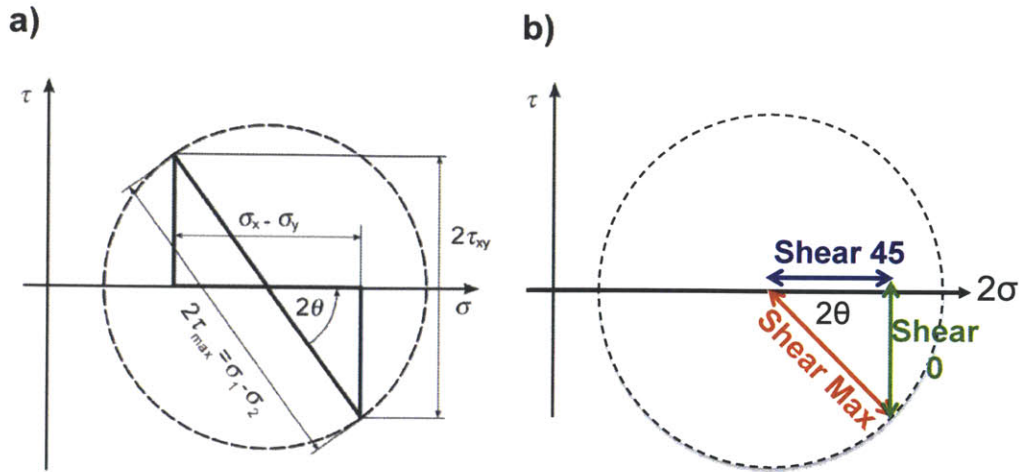 a)
τ
σx - σy
2τxy
2θ
σ
2τmax = σ1-σ2
b)
τ
Shear 45
2σ
2θ
Shear
0
Shear Max